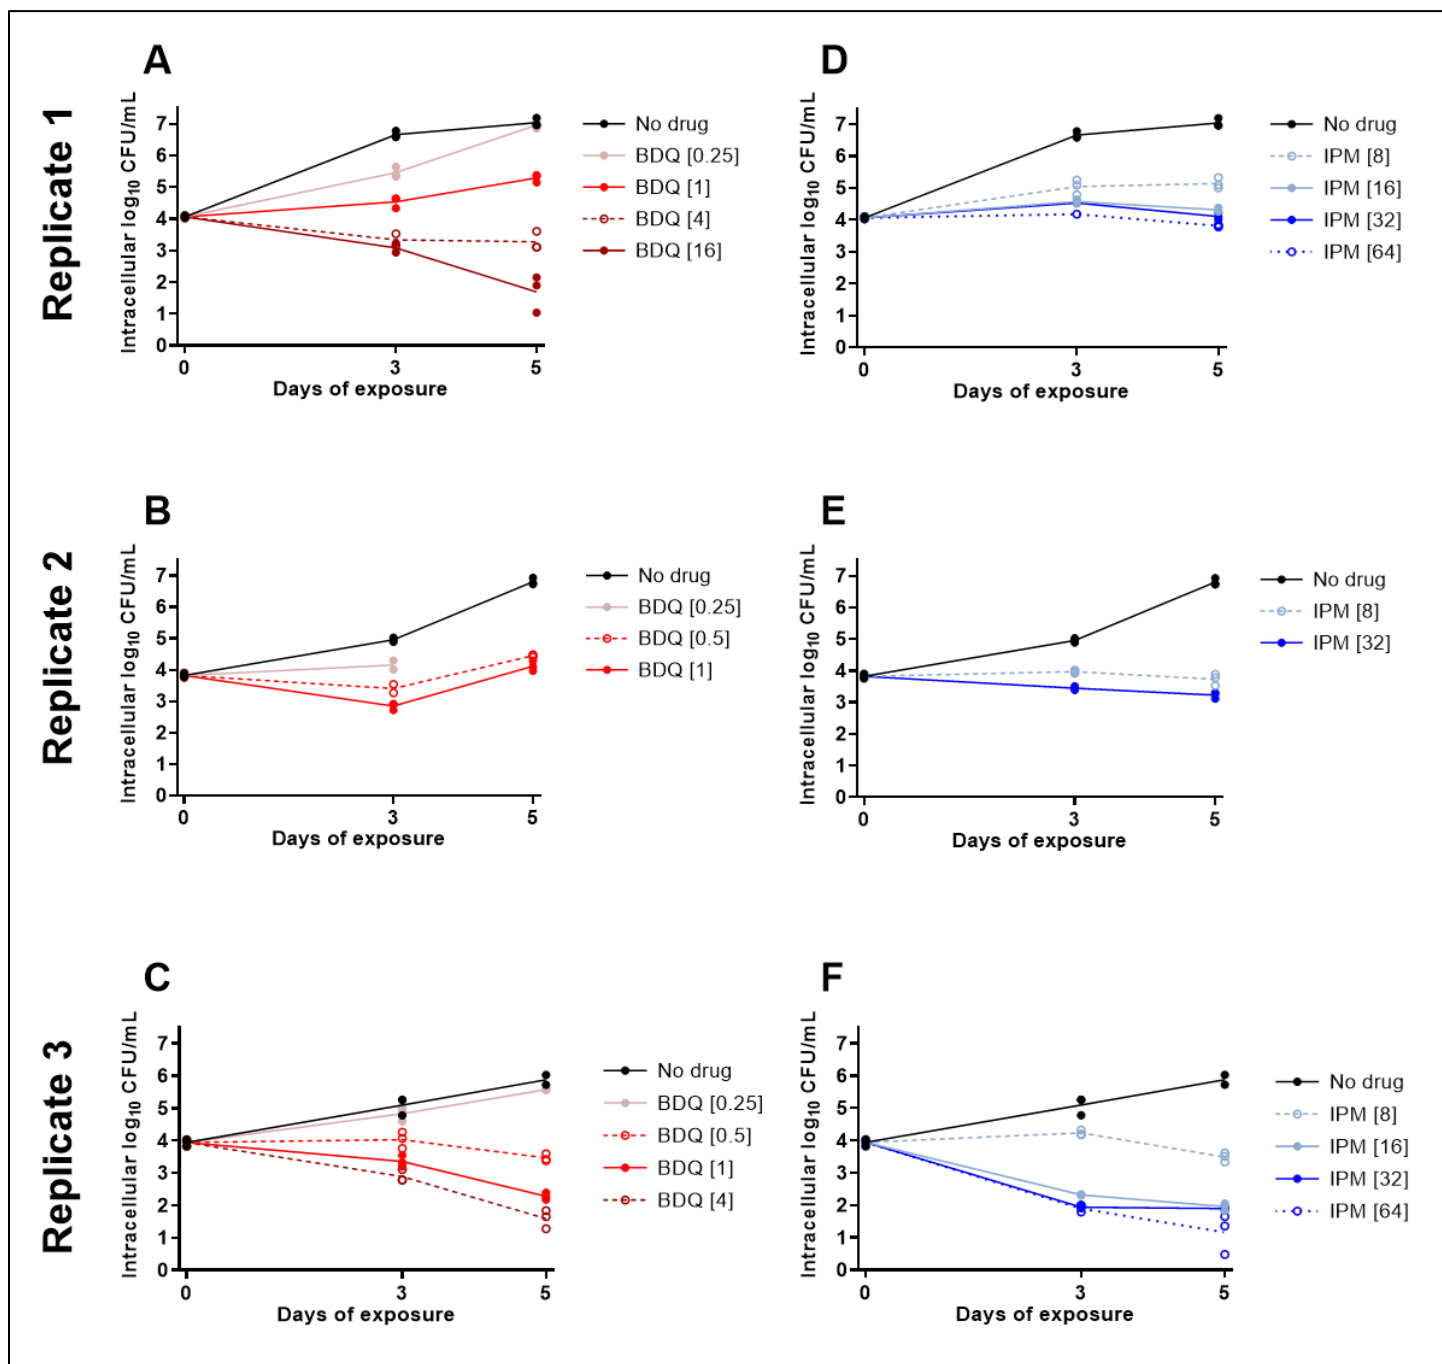 Replicate 1
A
Intracellular log10 CFU/mL
7
6
5
4
3
2
1
0
0
3
5
Days of exposure
No drug
BDQ [0.25]
BDQ [1]
BDQ [4]
BDQ [16]
D
Intracellular log10 CFU/mL
7
6
5
4
3
2
1
0
0
3
5
Days of exposure
No drug
IPM [8]
IPM [16]
IPM [32]
IPM [64]
Replicate 2
B
Intracellular log10 CFU/mL
7
6
5
4
3
2
1
0
0
3
5
Days of exposure
No drug
BDQ [0.25]
BDQ [0.5]
BDQ [1]
E
Intracellular log10 CFU/mL
7
6
5
4
3
2
1
0
0
3
5
Days of exposure
No drug
IPM [8]
IPM [32]
Replicate 3
C
Intracellular log10 CFU/mL
7
6
5
4
3
2
1
0
0
3
5
Days of exposure
No drug
BDQ [0.25]
BDQ [0.5]
BDQ [1]
BDQ [4]
F
Intracellular log10 CFU/mL
7
6
5
4
3
2
1
0
0
3
5
Days of exposure
No drug
IPM [8]
IPM [16]
IPM [32]
IPM [64]